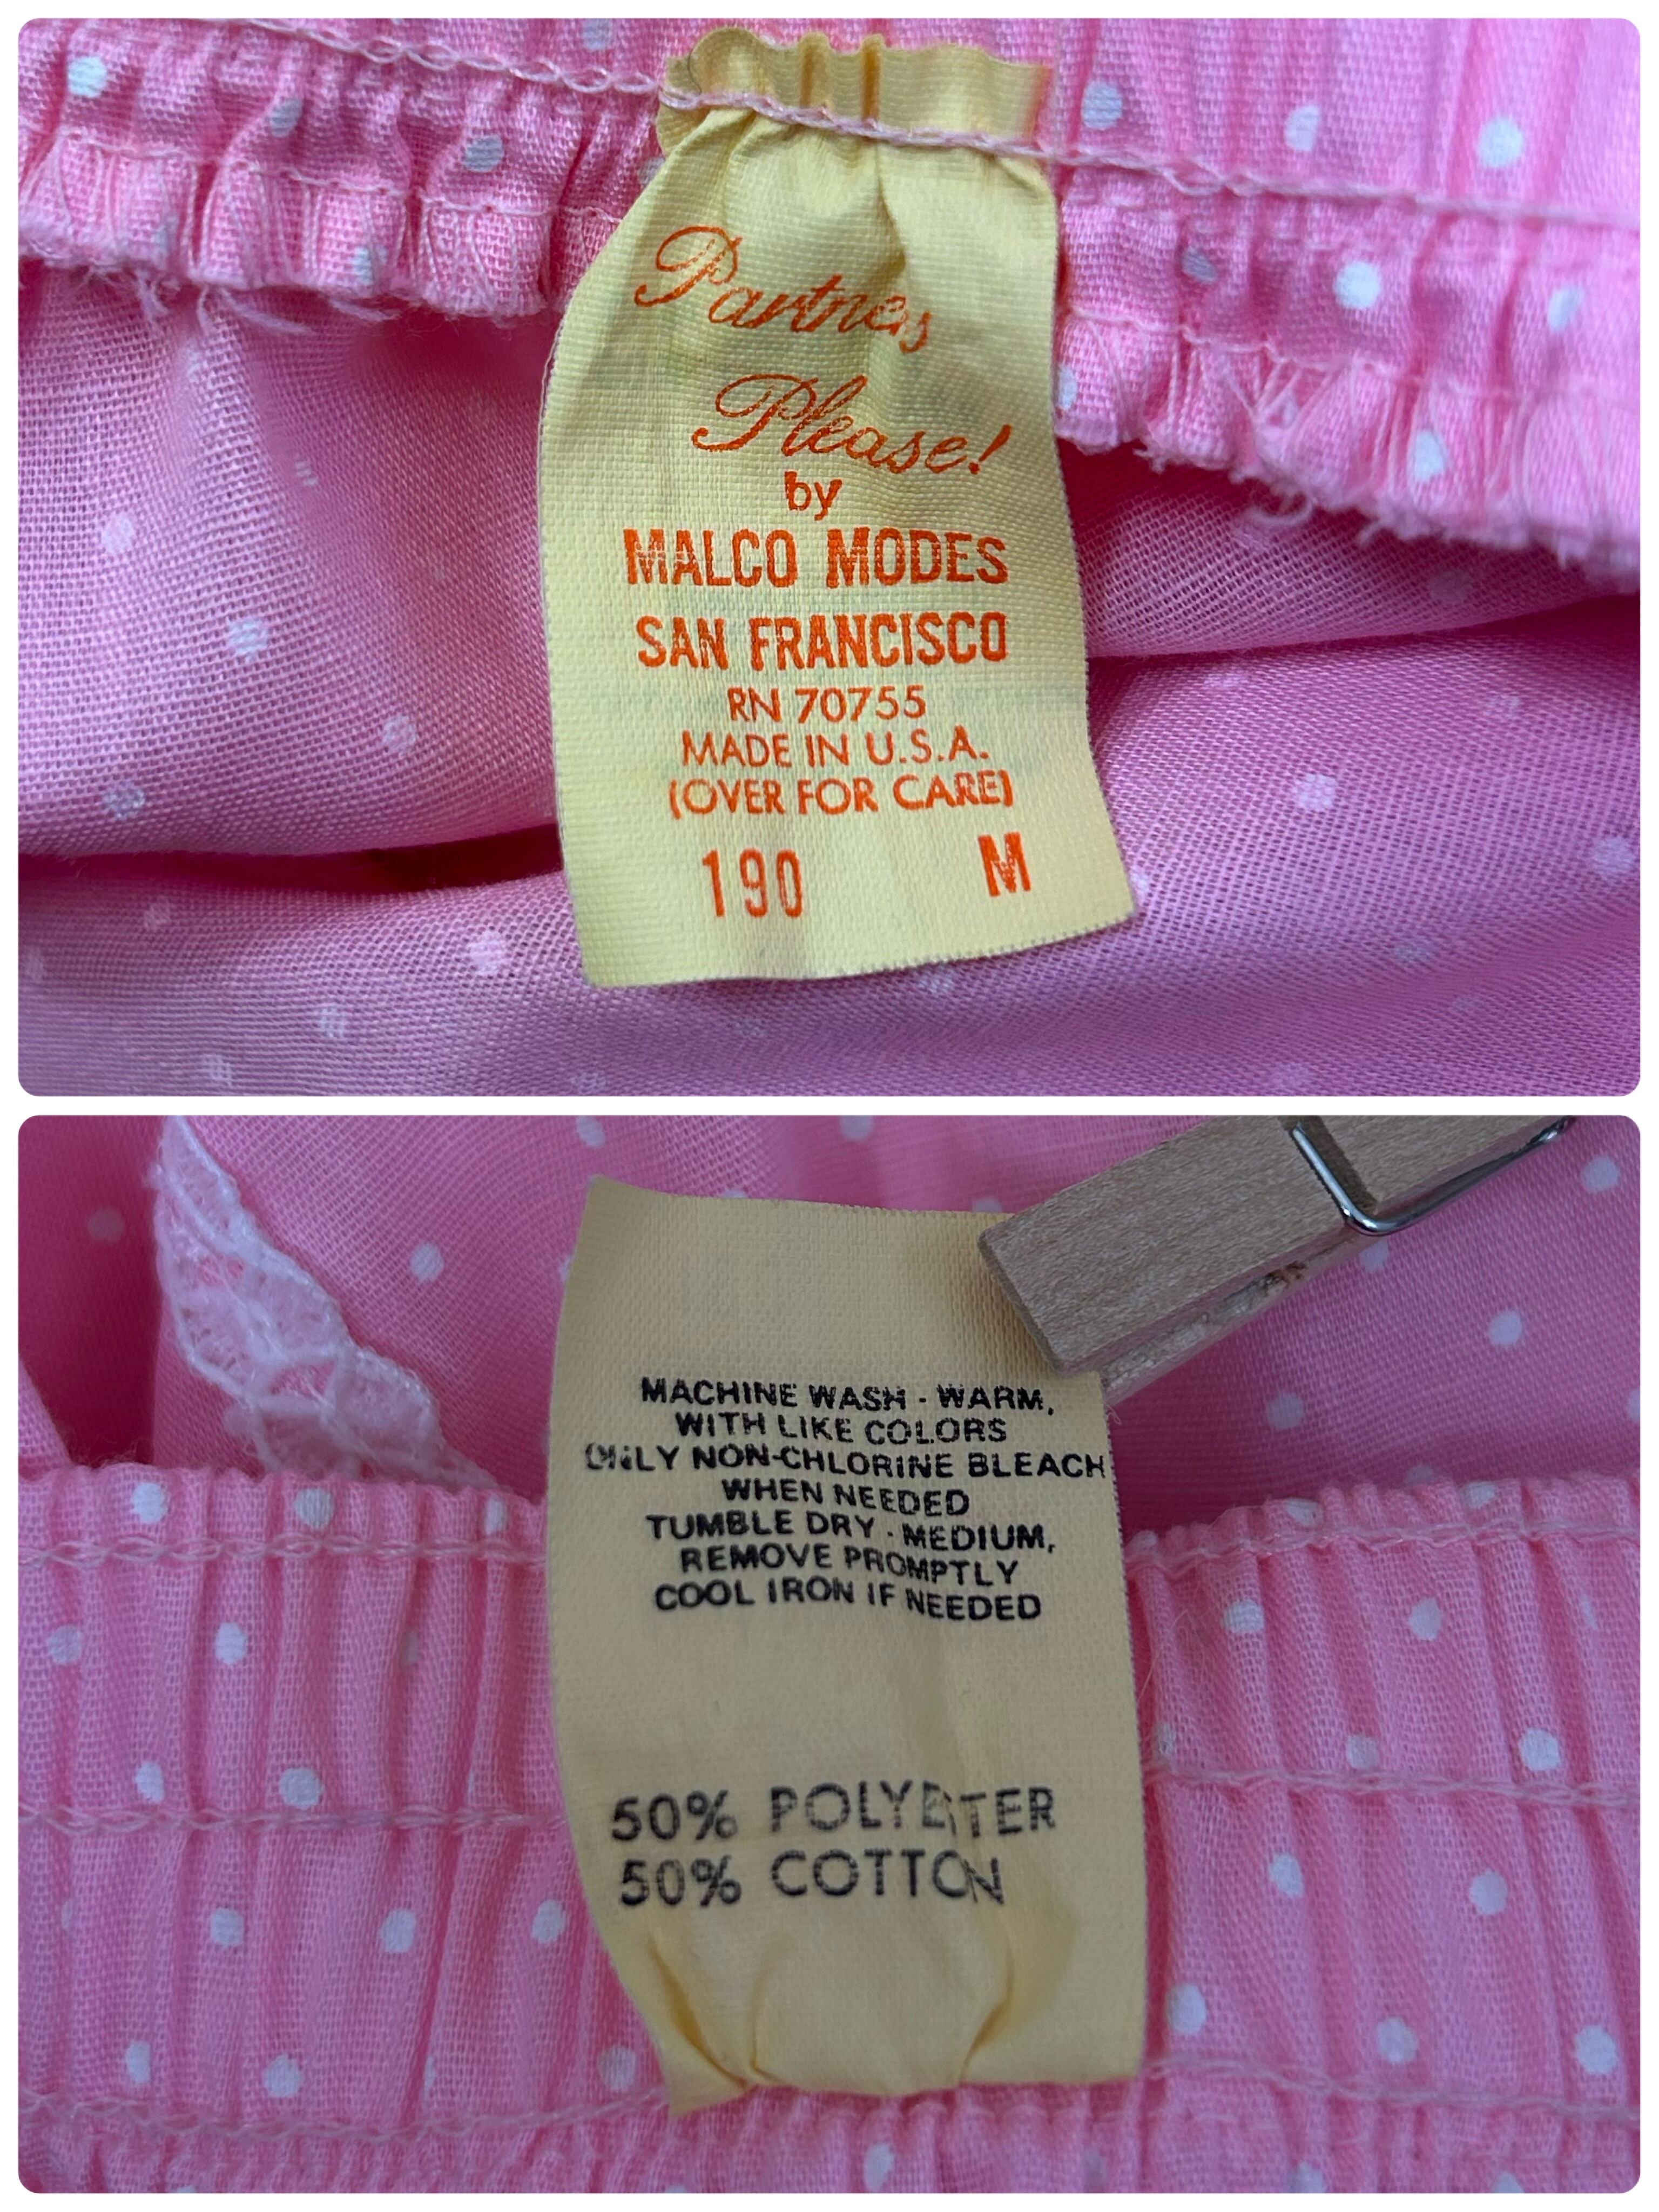 Partners
Please!
by
MALCO MODES
SAN FRANCISCO
RN 70755
MADE IN U.S.A.
(OVER FOR CARE)
190 M
MACHINE WASH - WARM,
WITH LIKE COLORS
ONLY NON-CHLORINE BLEACH
WHEN NEEDED
TUMBLE DRY - MEDIUM,
REMOVE PROMPTLY
COOL IRON IF NEEDED
50% POLYESTER
50% COTTON